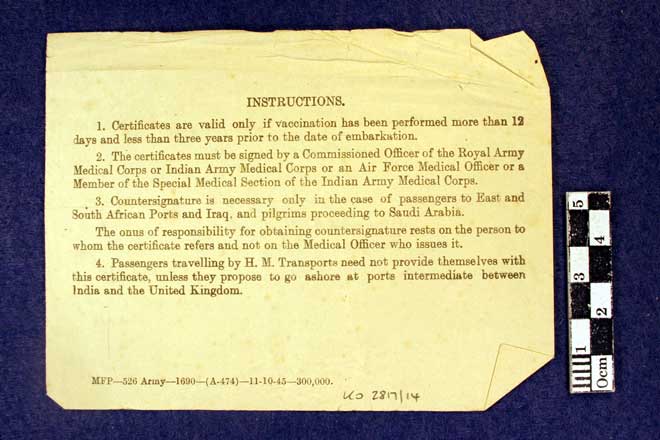 INSTRUCTIONS.
1. Certificates are valid only if vaccination has been performed more than 12
days and less than three years prior to the date of embarkation.
2. The certificates must be signed by a Commissioned Officer of the Royal Army
Medical Corps or Indian Army Medical Corps or an Air Force Medical Officer or a
Member of the Special Medical Section of the Indian Army Medical Corps.
3. Countersignature is necessary only in the case of passengers to East and
South African Ports and Iraq, and pilgrims proceeding to Saudi Arabia.
The onus of responsibility for obtaining countersignature rests on the person to
whom the certificate refers and not on the Medical Officer who issues it.
4. Passengers travelling by H. M. Transports need not provide themselves with
this certificate, unless they propose to go ashore at ports intermediate between
India and the United Kingdom.
MFP—526 Army—1690—(A-474)—11-10-45—300,000.
KO 2817/14
0cm 1 2 3 4 5